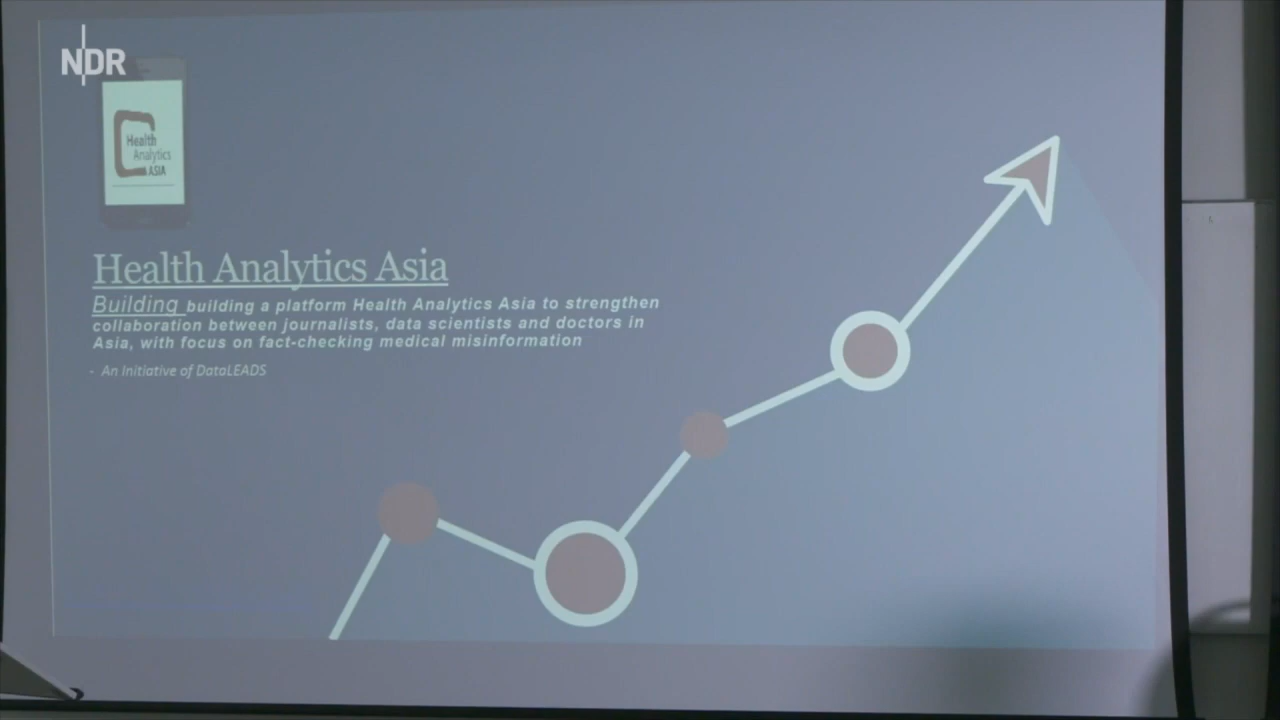 NDR
Health
Analytics
ASIA
Health Analytics Asia
Building building a platform Health Analytics Asia to strengthen
collaboration between journalists, data scientists and doctors in
Asia, with focus on fact-checking medical misinformation
- An Initiative of DataLEADS